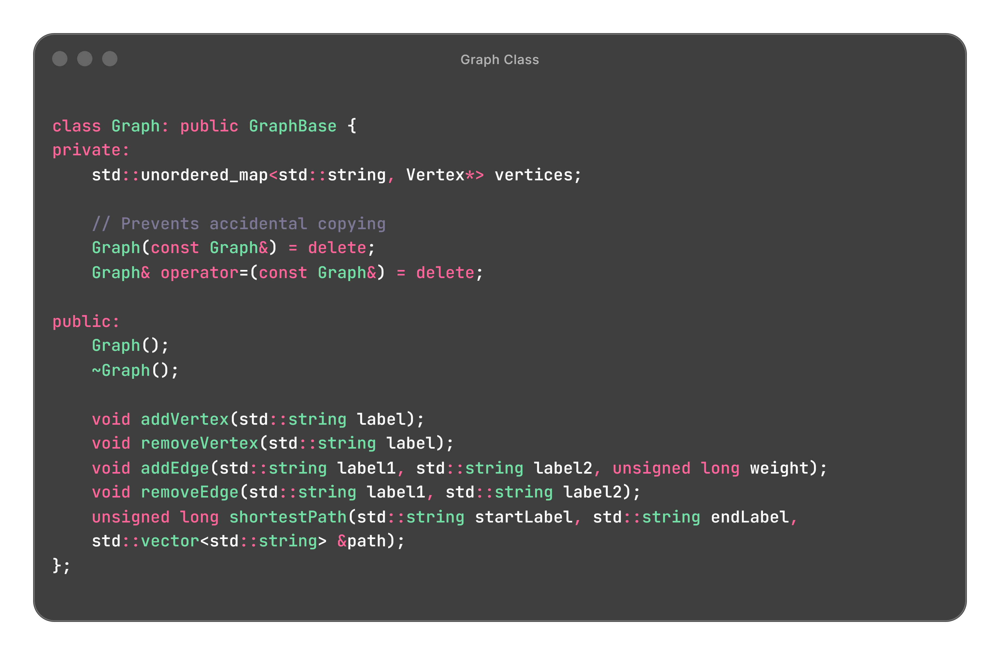 Graph Class
class Graph: public GraphBase {
private:
    std::unordered_map<std::string, Vertex*> vertices;
    // Prevents accidental copying
    Graph(const Graph&) = delete;
    Graph& operator=(const Graph&) = delete;
public:
    Graph();
    ~Graph();
    void addVertex(std::string label);
    void removeVertex(std::string label);
    void addEdge(std::string label1, std::string label2, unsigned long weight);
    void removeEdge(std::string label1, std::string label2);
    unsigned long shortestPath(std::string startLabel, std::string endLabel,
    std::vector<std::string> &path);
};